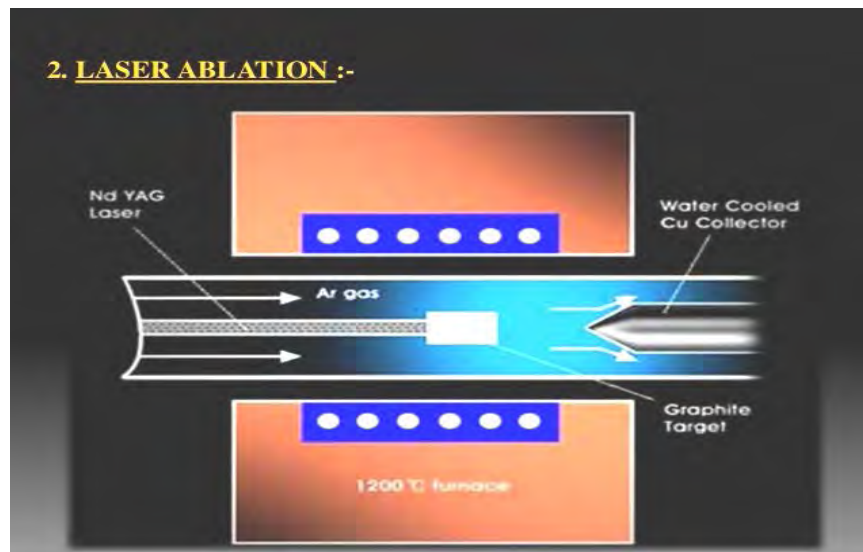 2. LASER ABLATION :-
Nd YAG
Laser
Water Cooled
Cu Collector
Ar gas
Graphite
Target
1200 ℃ furnace